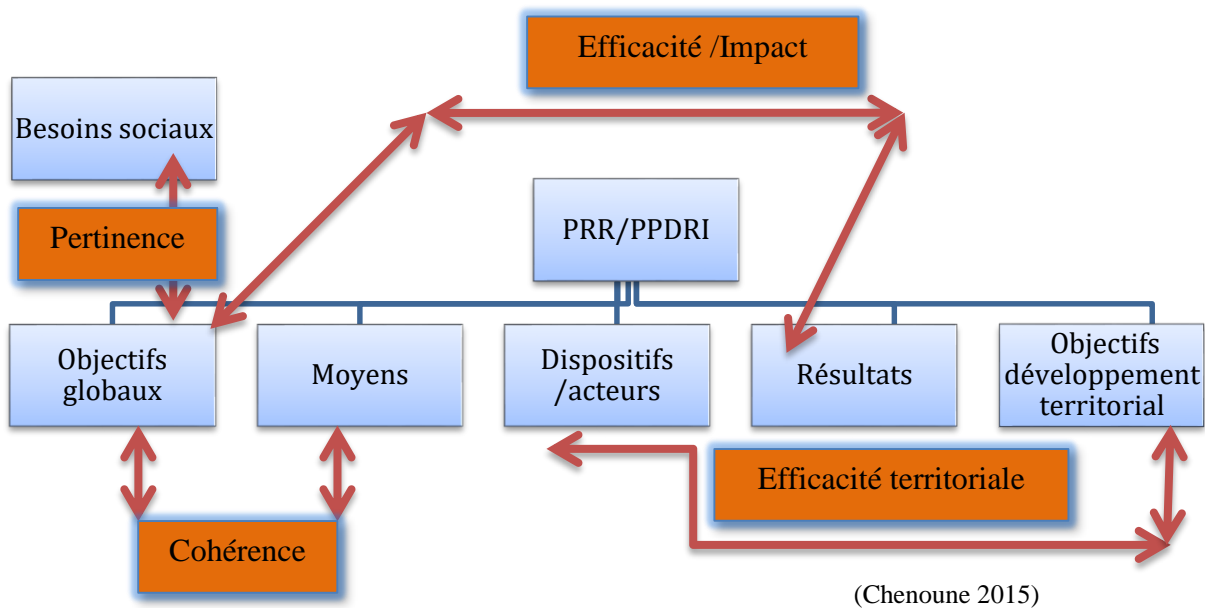 Efficacité /Impact
Besoins sociaux
Pertinence
PRR/PPDRI
Objectifs
globaux
Moyens
Dispositifs
/acteurs
Résultats
Objectifs
développement
territorial
Efficacité territoriale
Cohérence
(Chenoune 2015)